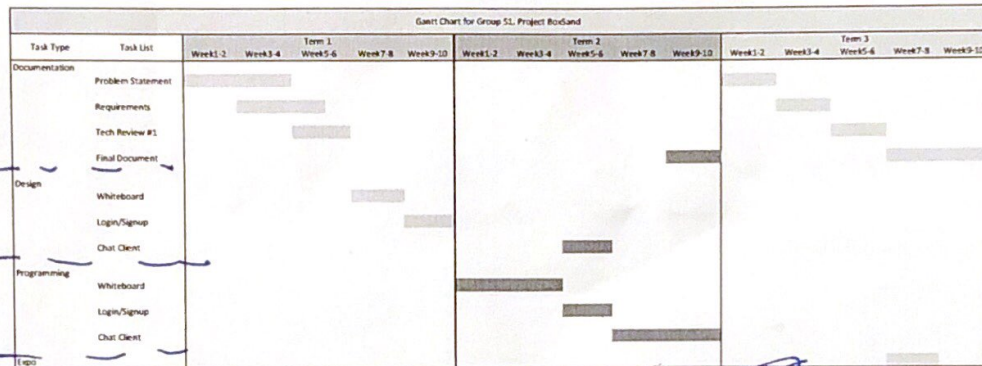 Gantt Chart for Group 51, Project BoxSand
Task Type Task List Term 1 Term 2 Term 3
Week1-2 Week3-4 Week5-6 Week7-8 Week9-10 Week1-2 Week3-4 Week5-6 Week7-8 Week9-10 Week1-2 Week3-4 Week5-6 Week7-8 Week9-10
Documentation
Problem Statement
Requirements
Tech Review #1
Final Document
Design
Whiteboard
Login/Signup
Chat Client
Programming
Whiteboard
Login/Signup
Chat Client
Expo